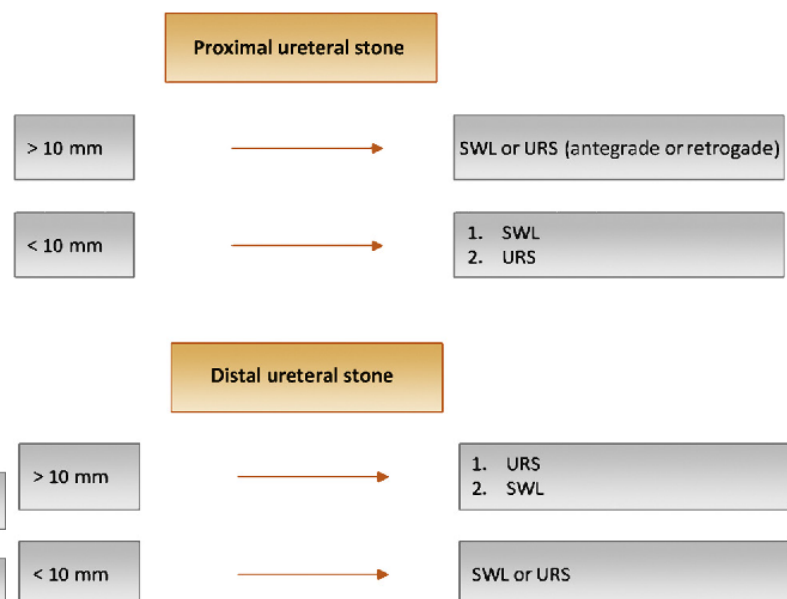 Proximal ureteral stone
> 10 mm
SWL or URS (antegrade or retrogade)
< 10 mm
1. SWL
2. URS
Distal ureteral stone
> 10 mm
1. URS
2. SWL
< 10 mm
SWL or URS